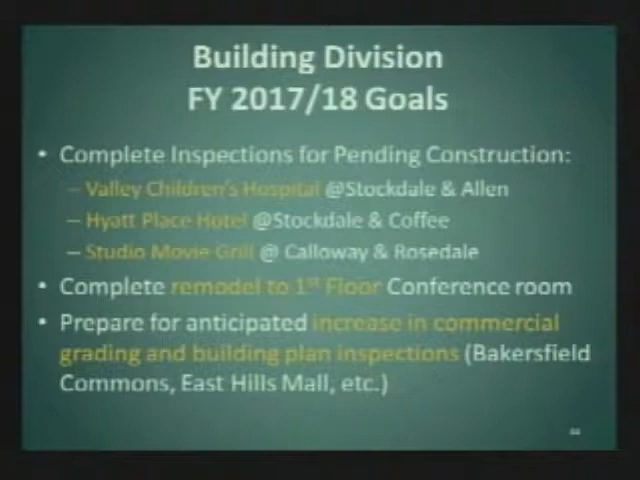 Building Division
FY 2017/18 Goals
• Complete Inspections for Pending Construction:
– Valley Children's Hospital @Stockdale & Allen
– Hyatt Place Hotel @Stockdale & Coffee
– Studio Movie Grill @ Calloway & Rosedale
• Complete remodel to 1st Floor Conference room
• Prepare for anticipated increase in commercial
grading and building plan inspections (Bakersfield
Commons, East Hills Mall, etc.)